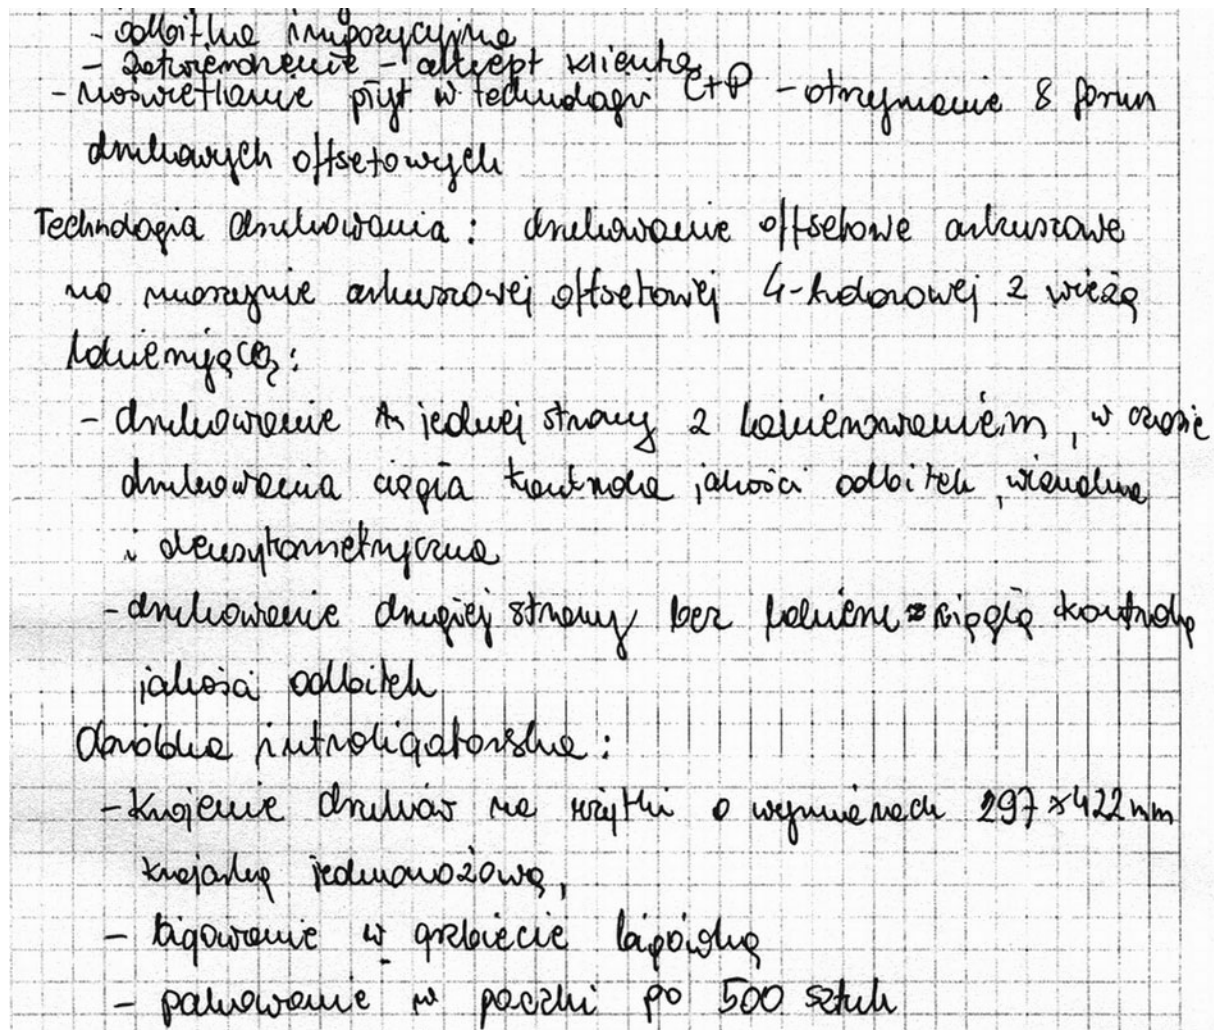 - odbitka impozycyjna
- zatwierdzenie - akcept klienta
- naświetlanie płyt w technologii CtP - otrzymanie 8 form
drukowych offsetowych
Technologia drukowania : drukowanie offsetowe arkuszowe
na maszynie arkuszowej offsetowej 4-kolorowej z wieżą
lakierującą :
- drukowanie jednej strony z lakierowaniem, w czasie
drukowania ciągła kontrola jakości odbitek, wizualna
i densytometryczna
- drukowanie drugiej strony bez lakieru z ciągłą kontrolą
jakości odbitek
Obróbka introligatorska :
- krojenie druków na użytki o wymiarach 297 x 422 mm
krajarką jednonożową,
- bigowanie w grzbiecie bigówką
- pakowanie w paczki po 500 sztuk